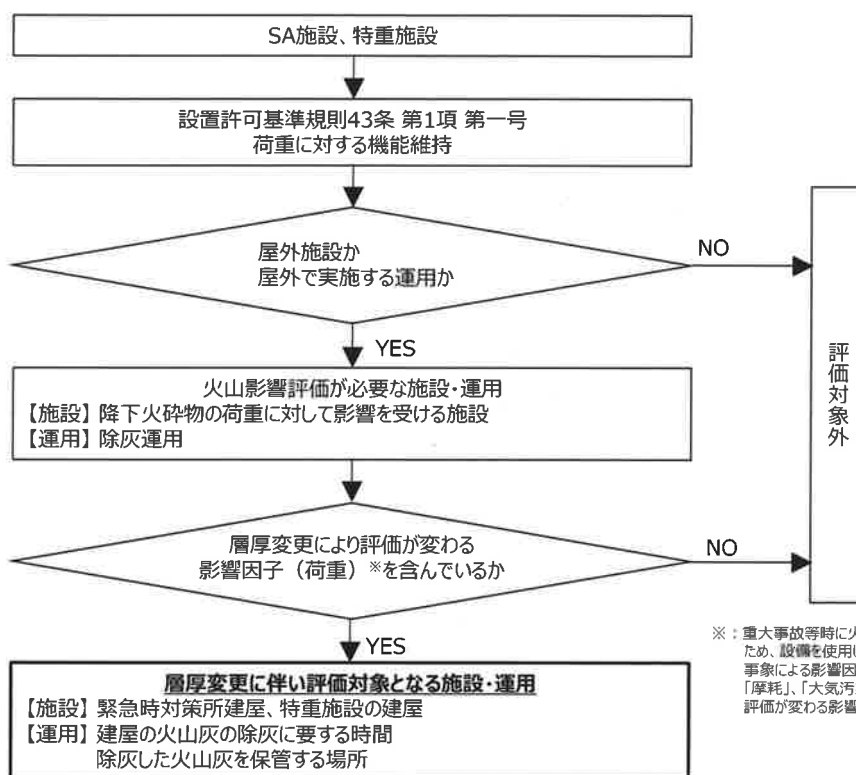 SA施設、特重施設
設置許可基準規則43条 第1項 第一号
荷重に対する機能維持
屋外施設か
屋外で実施する運用か
NO
YES
火山影響評価が必要な施設・運用
【施設】降下火砕物の荷重に対して影響を受ける施設
【運用】除灰運用
評価対象外
層厚変更により評価が変わる
影響因子（荷重）※を含んでいるか
NO
YES
層厚変更に伴い評価対象となる施設・運用
【施設】緊急時対策所建屋、特重施設の建屋
【運用】建屋の火山灰の除灰に要する時間
除灰した火山灰を保管する場所
※：重大事故等時に火
ため、設備を使用
事象による影響因
「摩耗」、「大気汚
評価が変わる影響